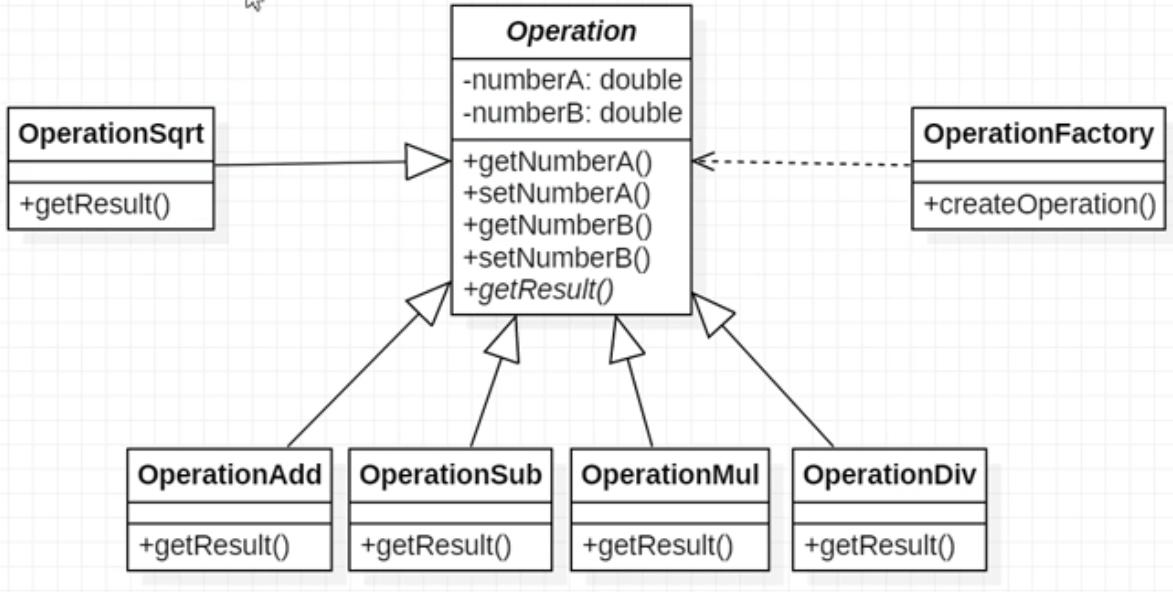 Operation
-numberA: double
-numberB: double
+getNumberA()
+setNumberA()
+getNumberB()
+setNumberB()
+getResult()
OperationSqrt
+getResult()
OperationFactory
+createOperation()
OperationAdd
+getResult()
OperationSub
+getResult()
OperationMul
+getResult()
OperationDiv
+getResult()